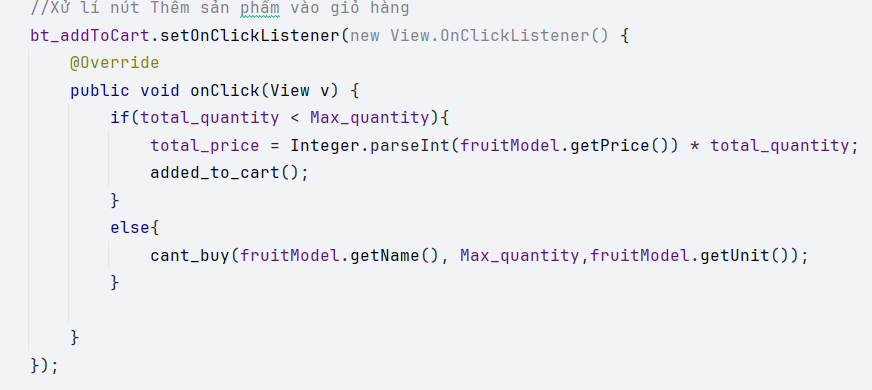 //Xử lí nút Thêm sản phẩm vào giỏ hàng
bt_addToCart.setOnClickListener(new View.OnClickListener() {
@Override
public void onClick(View v) {
if(total_quantity < Max_quantity){
total_price = Integer.parseInt(fruitModel.getPrice()) * total_quantity;
added_to_cart();
}
else{
cant_buy(fruitModel.getName(), Max_quantity,fruitModel.getUnit());
}
}
});